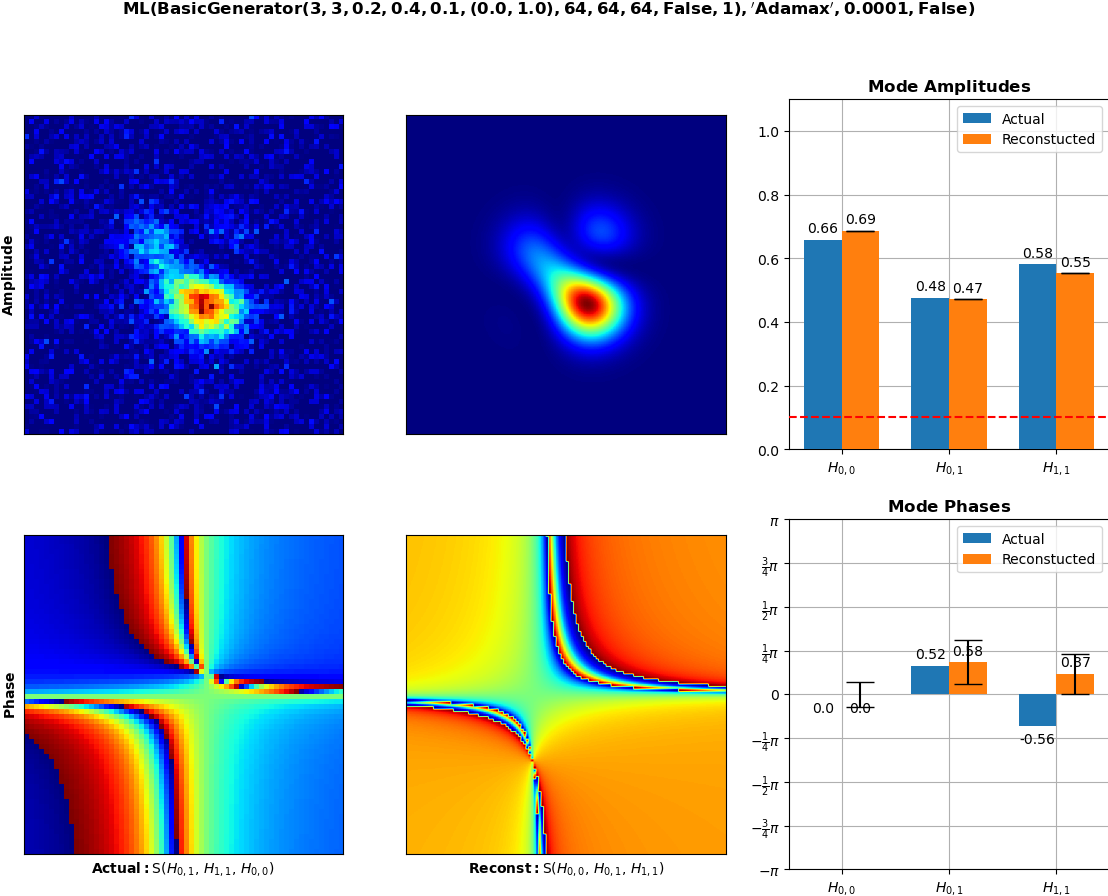 ML(BasicGenerator(3, 3, 0.2, 0.4, 0.1, (0.0, 1.0), 64, 64, 64, False, 1), ′Adamax′, 0.0001, False)
Mode Amplitudes
Amplitude
Actual
Reconstucted
1.0
0.8
0.6
0.4
0.2
0.0
0.66
0.69
0.48
0.47
0.58
0.55
H0,0
H0,1
H1,1
Mode Phases
Phase
Actual
Reconstucted
π
3/4π
1/2π
1/4π
0
−1/4π
−1/2π
−3/4π
−π
0.0
-0.0
0.52
0.58
-0.56
0.37
H0,0
H0,1
H1,1
Actual: S(H0,1, H1,1, H0,0)
Reconst: S(H0,0, H0,1, H1,1)